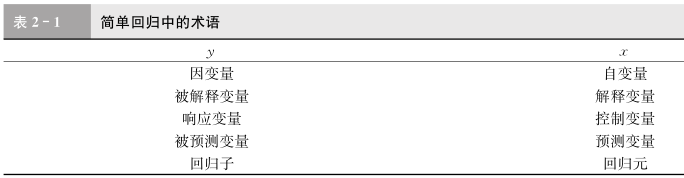 表 2-1 简单回归中的术语
y x
因变量 自变量
被解释变量 解释变量
响应变量 控制变量
被预测变量 预测变量
回归子 回归元